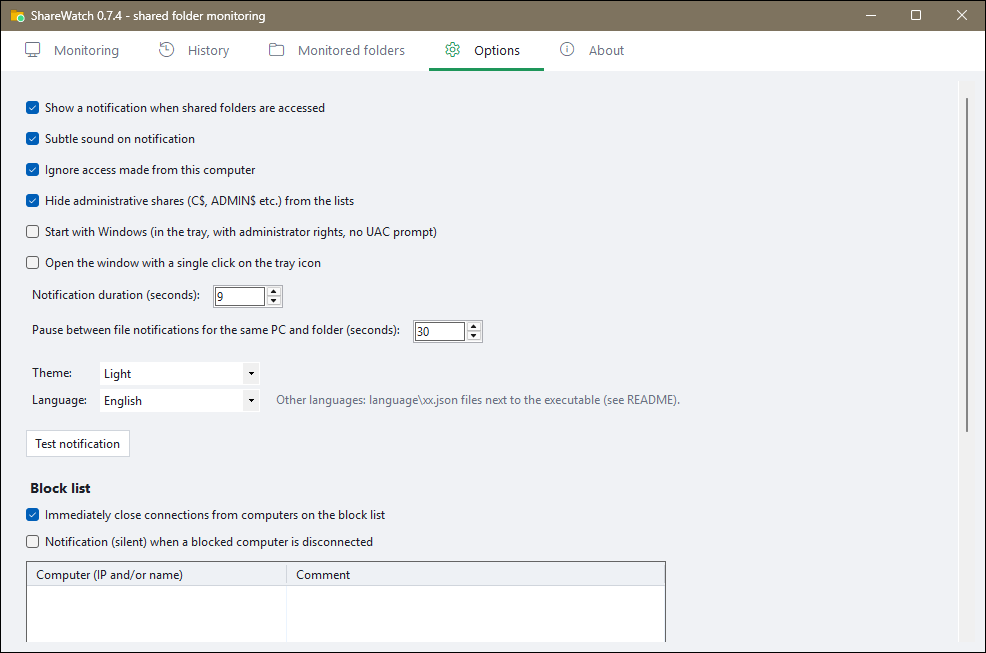 ShareWatch 0.7.4 - shared folder monitoring
Monitoring History Monitored folders Options About
Show a notification when shared folders are accessed
Subtle sound on notification
Ignore access made from this computer
Hide administrative shares (C$, ADMIN$ etc.) from the lists
Start with Windows (in the tray, with administrator rights, no UAC prompt)
Open the window with a single click on the tray icon
Notification duration (seconds): 9
Pause between file notifications for the same PC and folder (seconds): 30
Theme: Light
Language: English Other languages: language\xx.json files next to the executable (see README).
Test notification
Block list
Immediately close connections from computers on the block list
Notification (silent) when a blocked computer is disconnected
Computer (IP and/or name) Comment